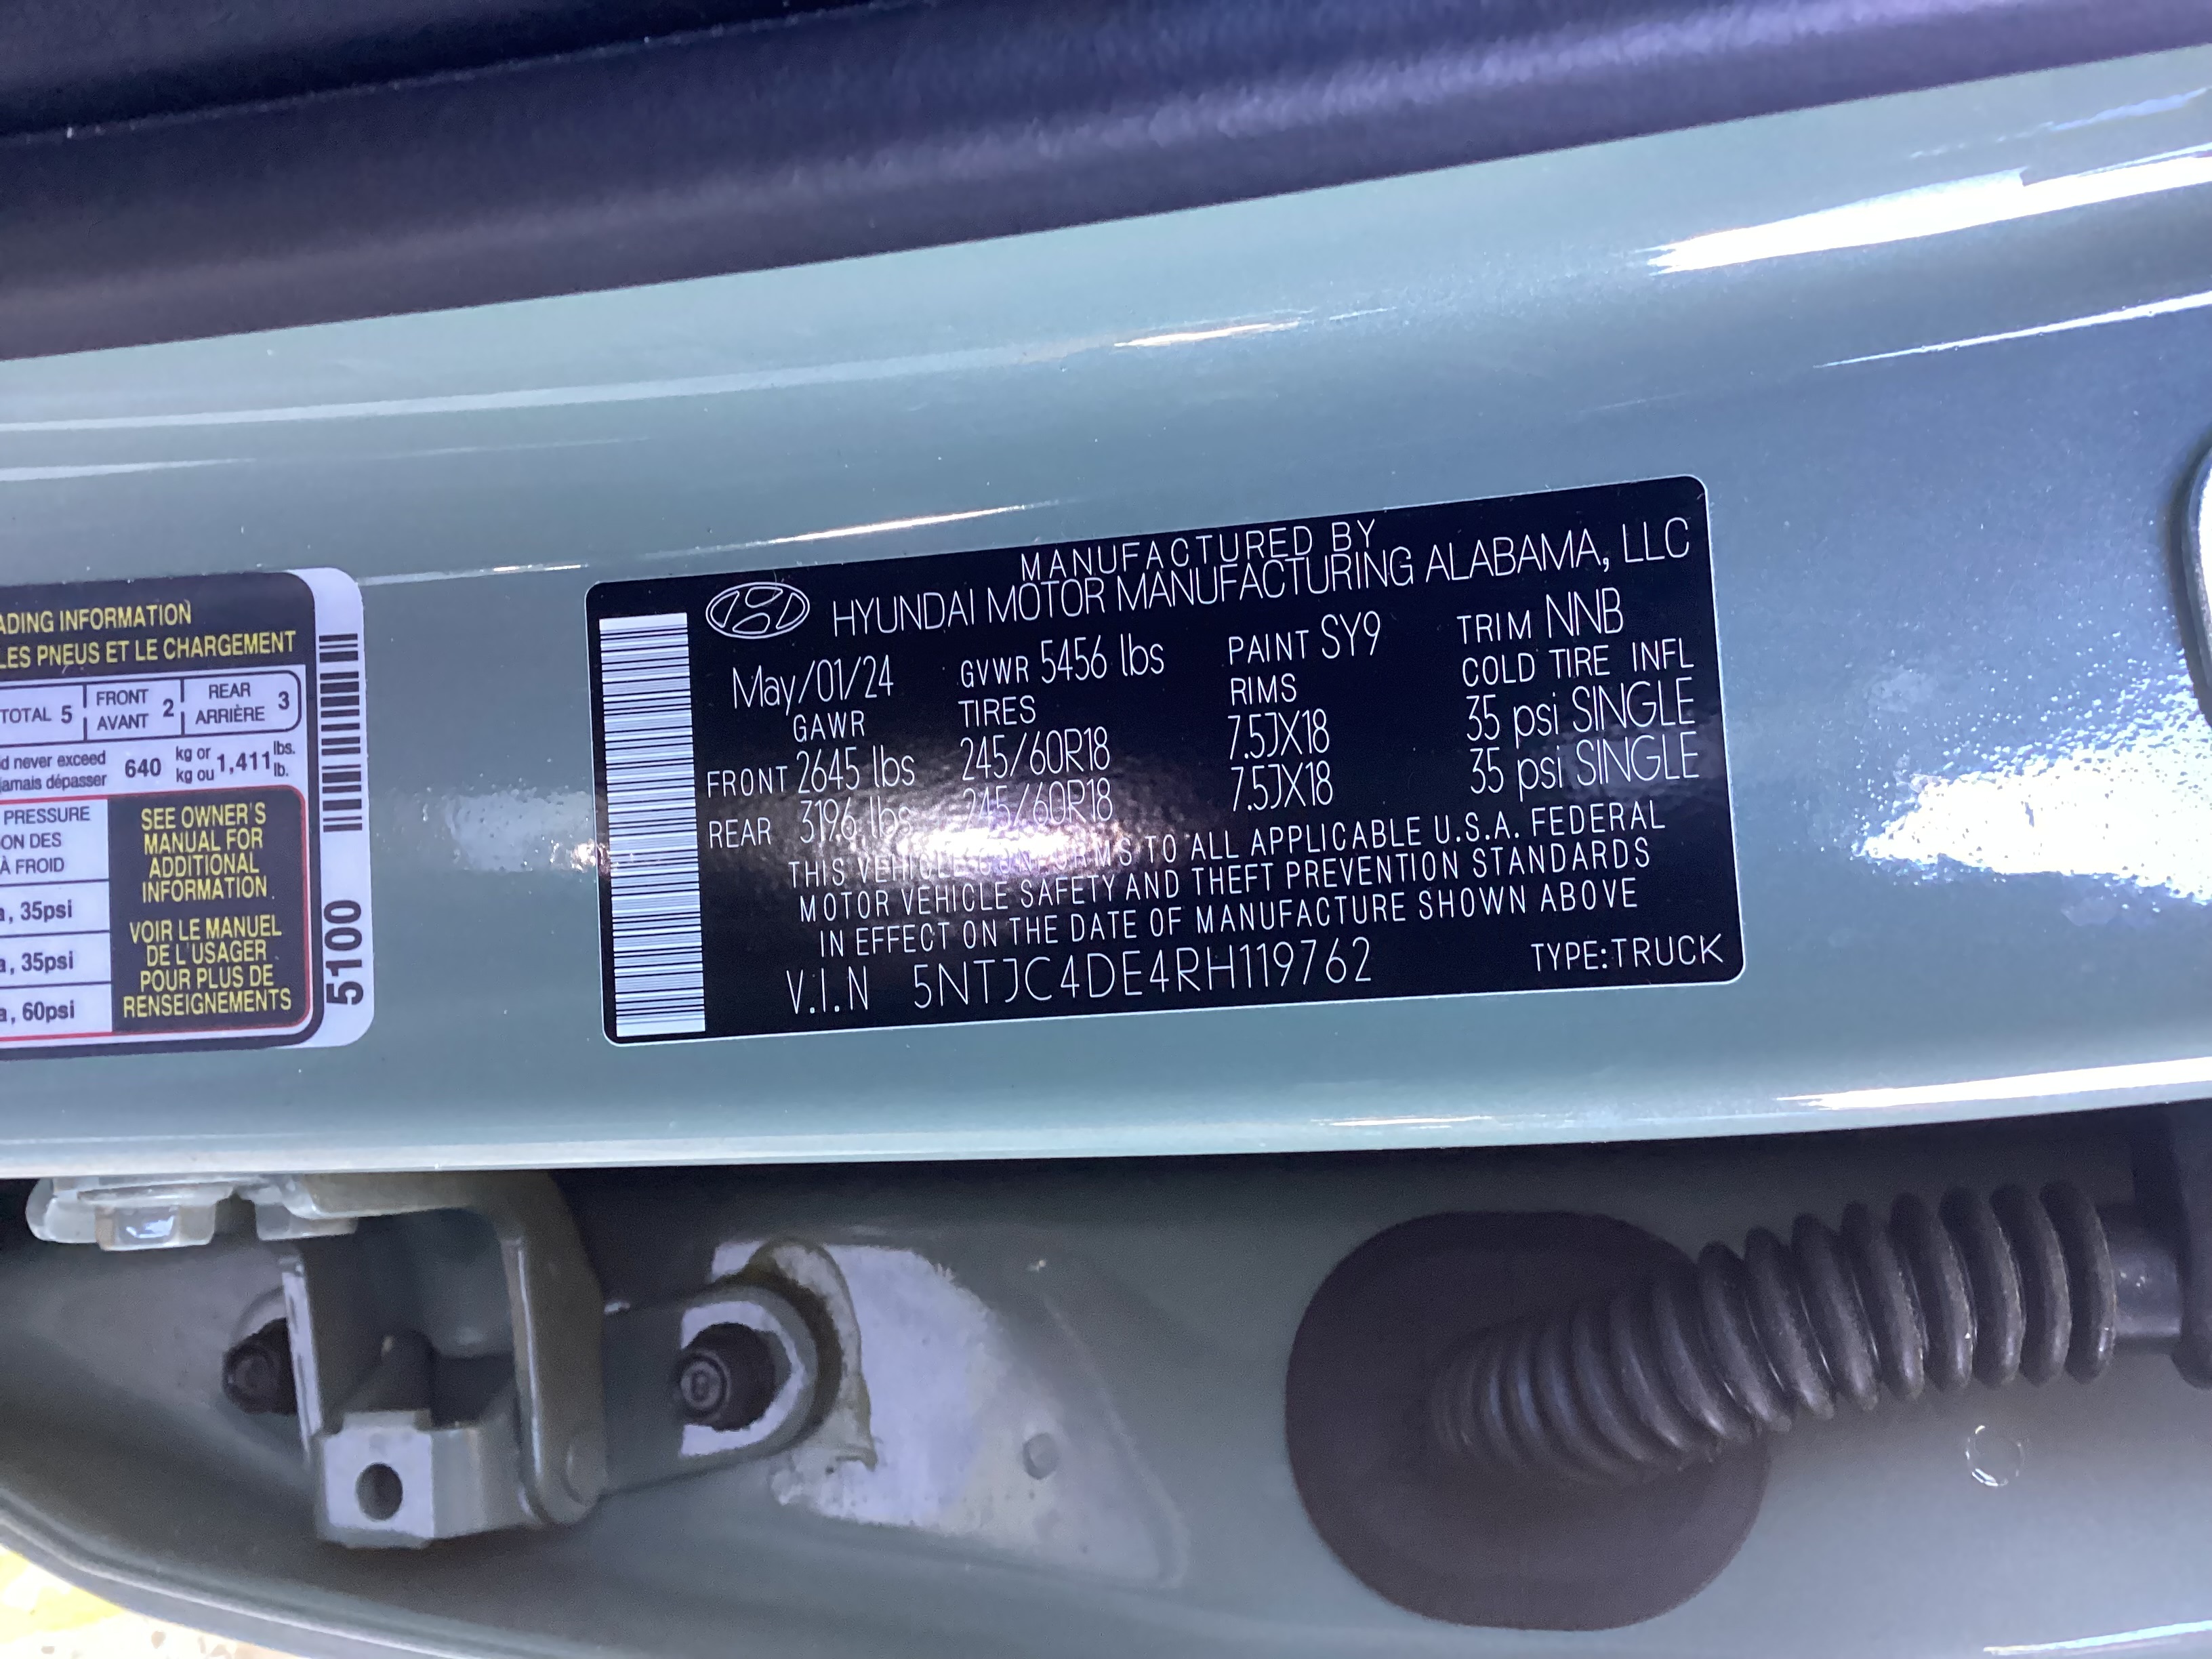 ADING INFORMATION
LES PNEUS ET LE CHARGEMENT
TOTAL 5 FRONT AVANT 2 REAR ARRIÈRE 3
d never exceed 640 kg or 1,411 lbs.
jamais dépasser kg ou lb.
PRESSURE
ON DES
À FROID
, 35psi
, 35psi
, 60psi
SEE OWNER'S
MANUAL FOR
ADDITIONAL
INFORMATION
VOIR LE MANUEL
DE L'USAGER
POUR PLUS DE
RENSEIGNEMENTS
5100
MANUFACTURED BY
HYUNDAI MOTOR MANUFACTURING ALABAMA, LLC
May/01/24 GVWR 5456 lbs PAINT SY9 TRIM NNB
GAWR TIRES RIMS COLD TIRE INFL
FRONT 2645 lbs 245/60R18 7.5JX18 35 psi SINGLE
REAR 3196 lbs 245/60R18 7.5JX18 35 psi SINGLE
THIS VEHICLE CONFORMS TO ALL APPLICABLE U.S.A. FEDERAL
MOTOR VEHICLE SAFETY AND THEFT PREVENTION STANDARDS
IN EFFECT ON THE DATE OF MANUFACTURE SHOWN ABOVE
V.I.N 5NTJC4DE4RH119762 TYPE:TRUCK